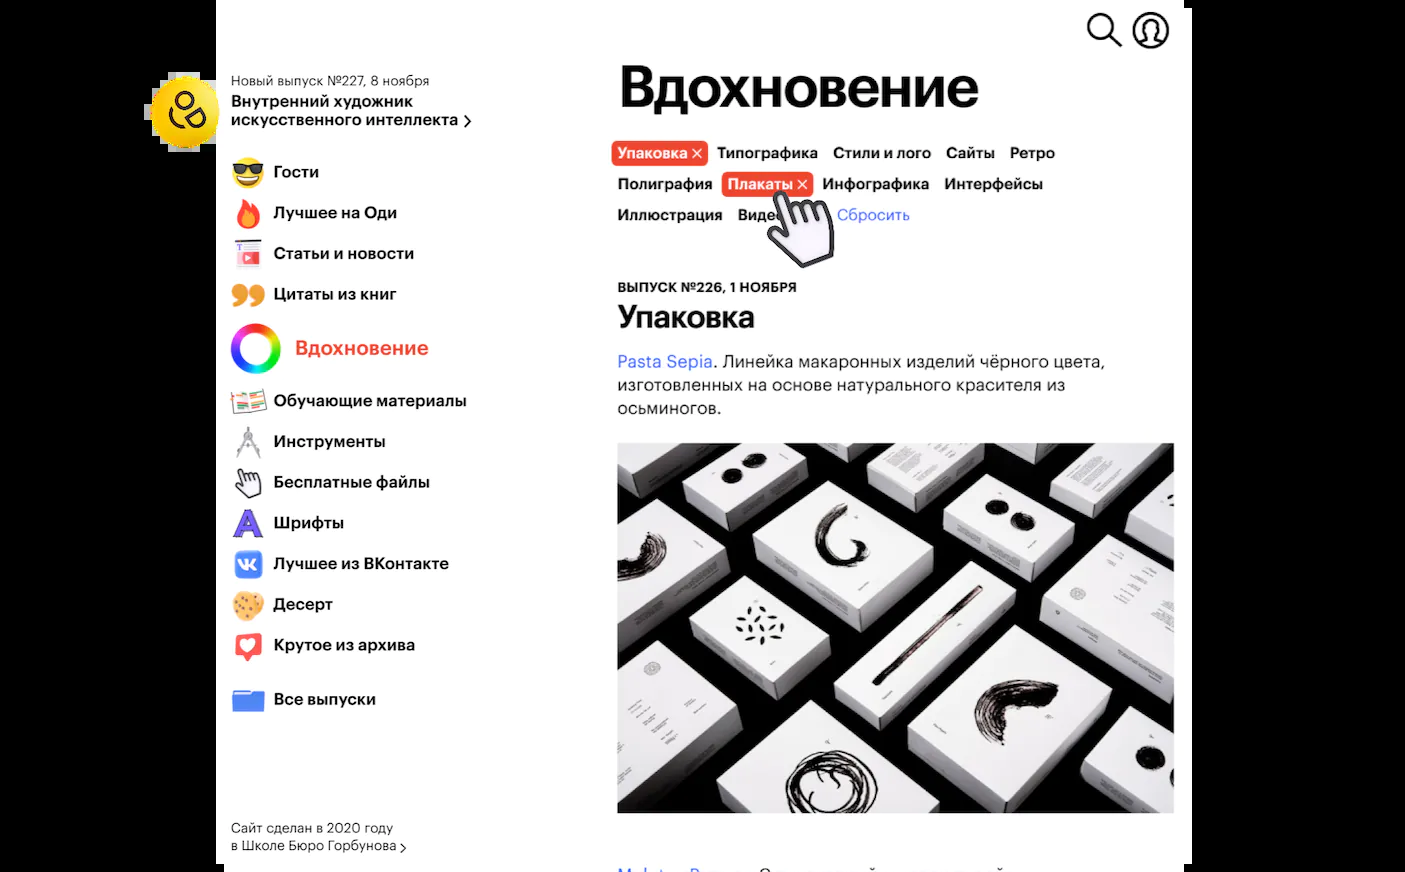 Новый выпуск №227, 8 ноября
Внутренний художник
искусственного интеллекта
Гости
Лучшее на Оди
Статьи и новости
Цитаты из книг
Вдохновение
Обучающие материалы
Инструменты
Бесплатные файлы
Шрифты
Лучшее из ВКонтакте
Десерт
Крутое из архива
Все выпуски
Сайт сделан в 2020 году
в Школе Бюро Горбунова
Вдохновение
Упаковка × Типографика Стили и лого Сайты Ретро
Полиграфия Плакаты × Инфографика Интерфейсы
Иллюстрация Сбросить
ВЫПУСК №226, 1 НОЯБРЯ
Упаковка
Pasta Sepia. Линейка макаронных изделий чёрного цвета,
изготовленных на основе натурального красителя из
осьминогов.